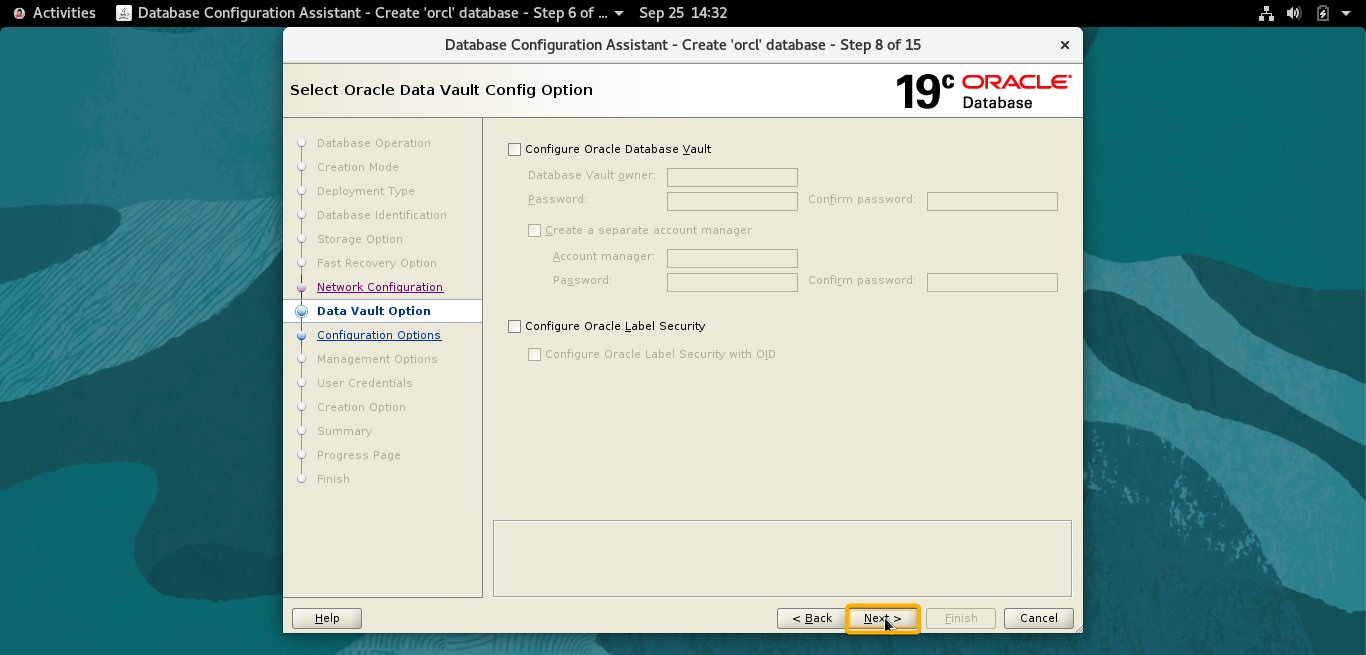 Activities Database Configuration Assistant - Create 'orcl' database - Step 6 of ... Sep 25 14:32
Database Configuration Assistant - Create 'orcl' database - Step 8 of 15 ×
Select Oracle Data Vault Config Option
19c ORACLE Database
Database Operation
Creation Mode
Deployment Type
Database Identification
Storage Option
Fast Recovery Option
Network Configuration
Data Vault Option
Configuration Options
Management Options
User Credentials
Creation Option
Summary
Progress Page
Finish
Configure Oracle Database Vault
Database Vault owner:
Password: Confirm password:
Create a separate account manager
Account manager:
Password: Confirm password:
Configure Oracle Label Security
Configure Oracle Label Security with OID
Help < Back Next > Finish Cancel